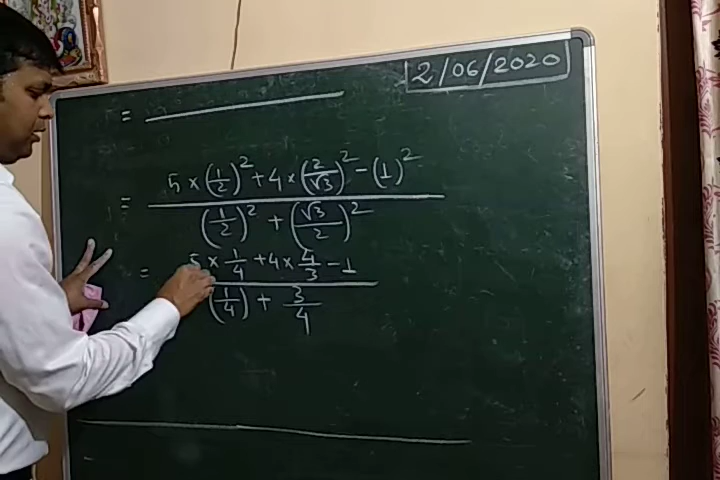 2/06/2020
=
= 5 × (1/2)² + 4 × (2/√3)² - (1)²
(1/2)² + (√3/2)²
= 5 × 1/4 + 4 × 4/3 - 1
(1/4) + 3/4